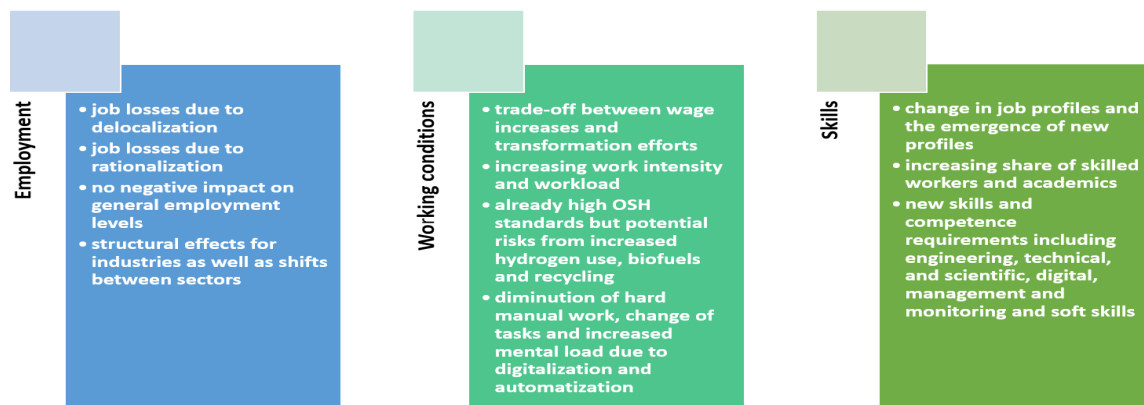 Employment
• job losses due to
delocalization
• job losses due to
rationalization
• no negative impact on
general employment
levels
• structural effects for
industries as well as shifts
between sectors
Working conditions
• trade-off between wage
increases and
transformation efforts
• increasing work intensity
and workload
• already high OSH
standards but potential
risks from increased
hydrogen use, biofuels
and recycling
• diminution of hard
manual work, change of
tasks and increased
mental load due to
digitalization and
automatization
Skills
• change in job profiles and
the emergence of new
profiles
• increasing share of skilled
workers and academics
• new skills and
competence
requirements including
engineering, technical,
and scientific, digital,
management and
monitoring and soft skills